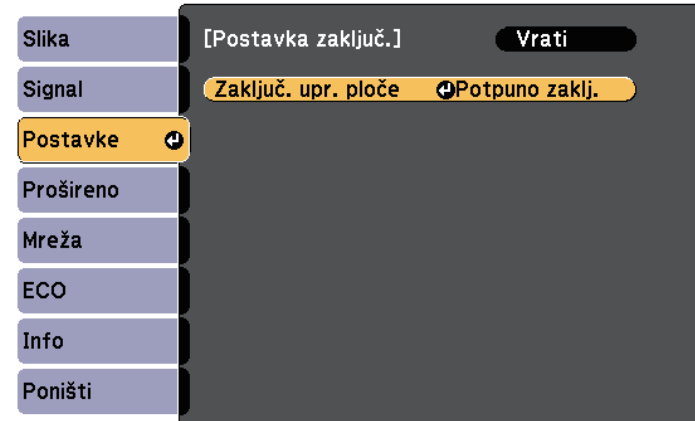 Slika
Signal
Postavke
Prošireno
Mreža
ECO
Info
Poništi
[Postavka zaključ.] Vrati
Zaključ. upr. ploče Potpuno zaklj.